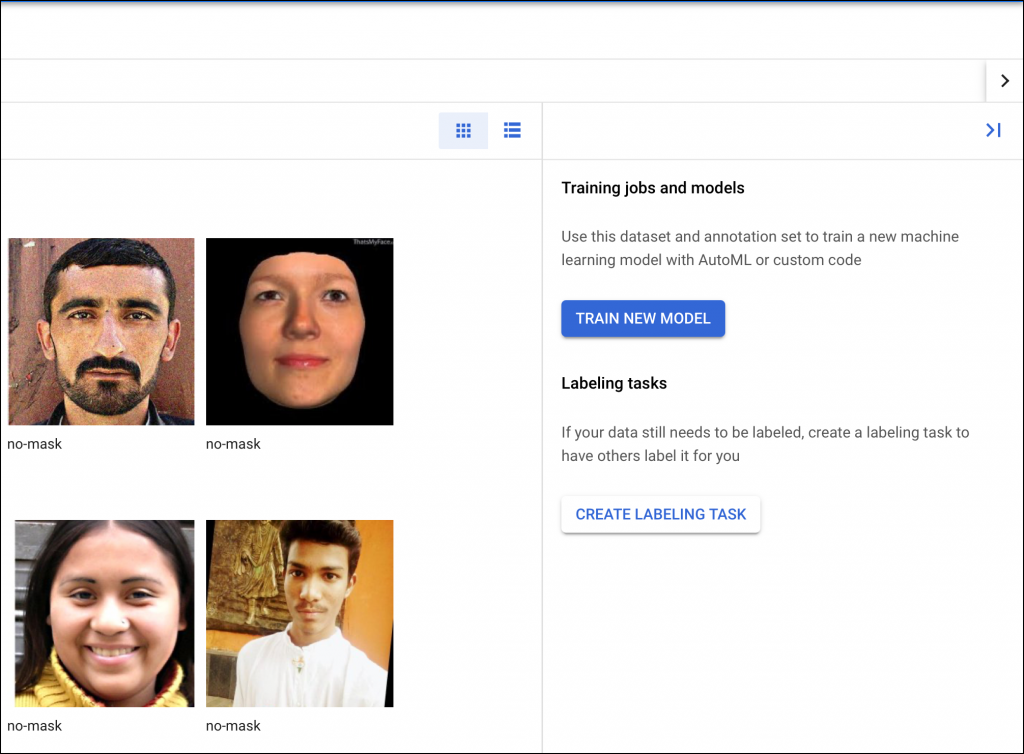 Training jobs and models
Use this dataset and annotation set to train a new machine
learning model with AutoML or custom code
TRAIN NEW MODEL
Labeling tasks
If your data still needs to be labeled, create a labeling task to
have others label it for you
CREATE LABELING TASK
ThatsMyFace
no-mask
no-mask
no-mask
no-mask